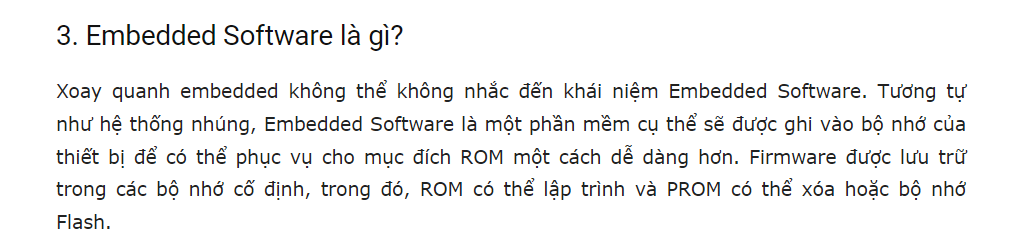 3. Embedded Software là gì?
Xoay quanh embedded không thể không nhắc đến khái niệm Embedded Software. Tương tự
như hệ thống nhúng, Embedded Software là một phần mềm cụ thể sẽ được ghi vào bộ nhớ của
thiết bị để có thể phục vụ cho mục đích ROM một cách dễ dàng hơn. Firmware được lưu trữ
trong các bộ nhớ cố định, trong đó, ROM có thể lập trình và PROM có thể xóa hoặc bộ nhớ
Flash.